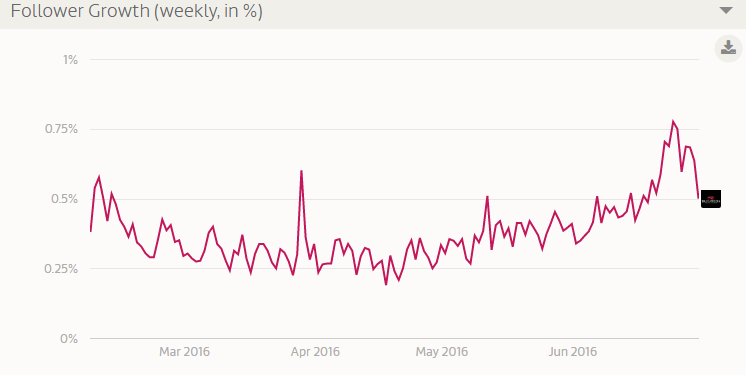 Follower Growth (weekly, in %)
1%
0.75%
0.5%
0.25%
0%
Mar 2016 Apr 2016 May 2016 Jun 2016